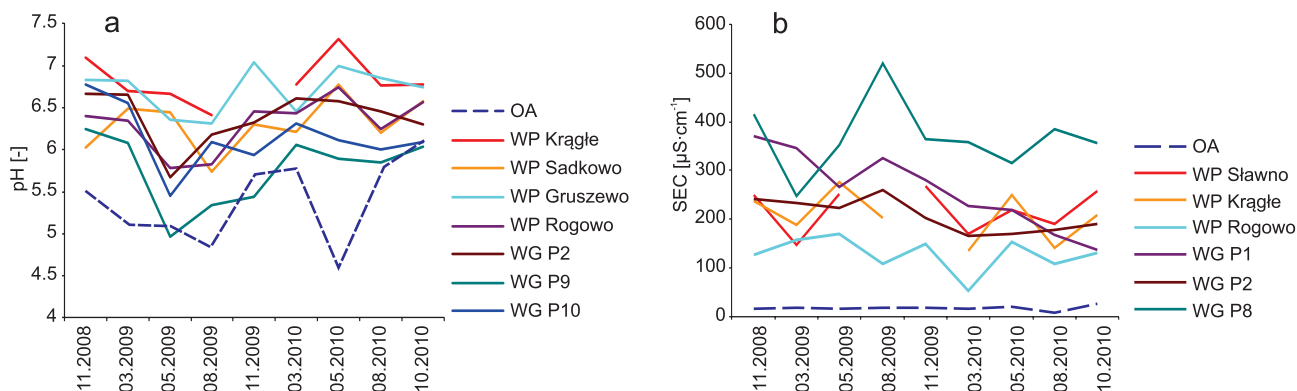 a
pH [-]
7.5
7
6.5
6
5.5
5
4.5
4
11.2008
03.2009
05.2009
08.2009
11.2009
03.2010
05.2010
08.2010
10.2010
OA
WP Krągłe
WP Sadkowo
WP Gruszewo
WP Rogowo
WG P2
WG P9
WG P10
b
SEC [µS·cm⁻¹]
600
500
400
300
200
100
0
11.2008
03.2009
05.2009
08.2009
11.2009
03.2010
05.2010
08.2010
10.2010
OA
WP Sławno
WP Krągłe
WP Rogowo
WG P1
WG P2
WG P8